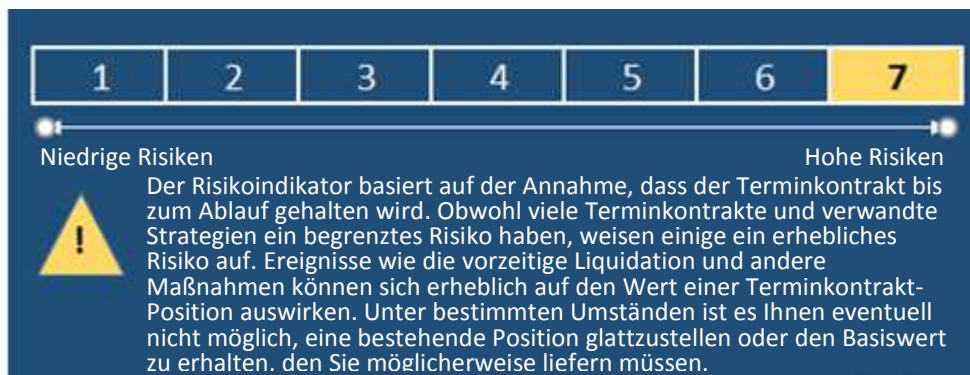 1 2 3 4 5 6 7
Niedrige Risiken Hohe Risiken
Der Risikoindikator basiert auf der Annahme, dass der Terminkontrakt bis
zum Ablauf gehalten wird. Obwohl viele Terminkontrakte und verwandte
Strategien ein begrenztes Risiko haben, weisen einige ein erhebliches
Risiko auf. Ereignisse wie die vorzeitige Liquidation und andere
Maßnahmen können sich erheblich auf den Wert einer Terminkontrakt-
Position auswirken. Unter bestimmten Umständen ist es Ihnen eventuell
nicht möglich, eine bestehende Position glattzustellen oder den Basiswert
zu erhalten, den Sie möglicherweise liefern müssen.